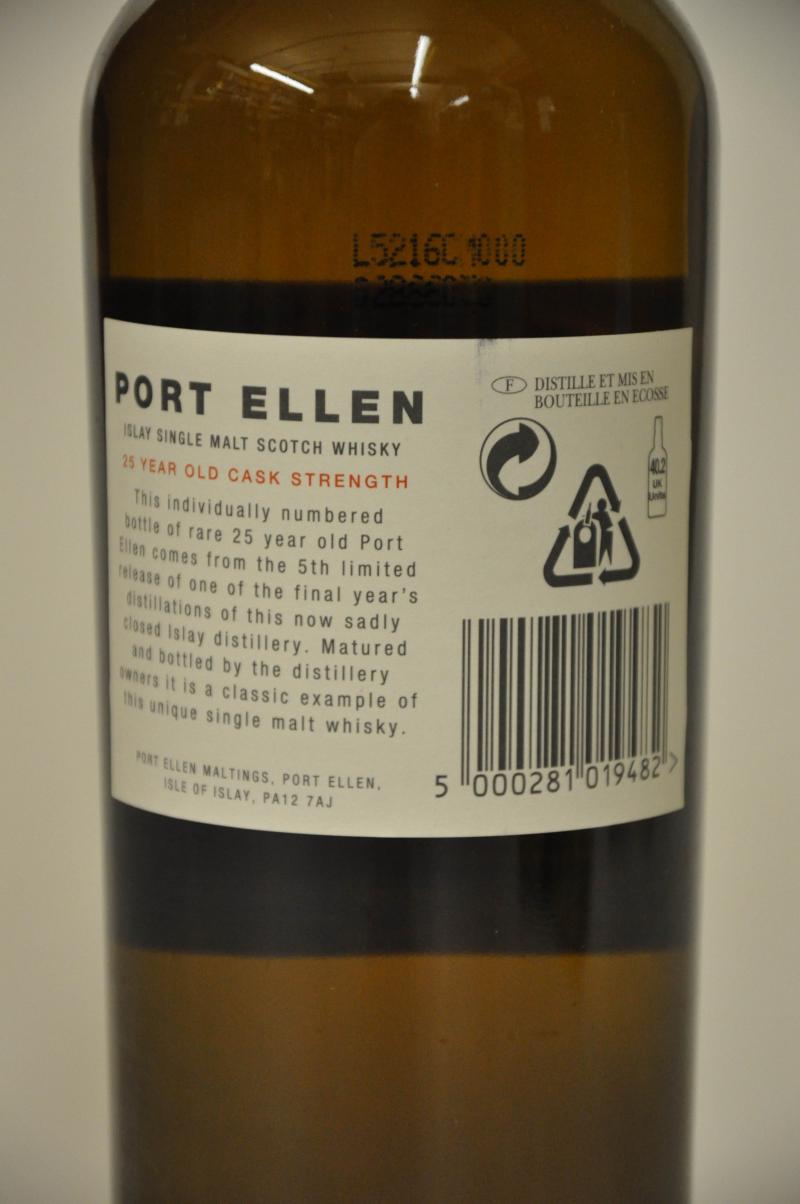 L5216C 1000
PORT ELLEN
ISLAY SINGLE MALT SCOTCH WHISKY
25 YEAR OLD CASK STRENGTH
This individually numbered
bottle of rare 25 year old Port
Ellen comes from the 5th limited
release of one of the final year's
distillations of this now sadly
closed Islay distillery. Matured
and bottled by the distillery
owners it is a classic example of
this unique single malt whisky.
PORT ELLEN MALTINGS, PORT ELLEN,
ISLE OF ISLAY, PA12 7AJ
F DISTILLE ET MIS EN
BOUTEILLE EN ECOSSE
40.2
UK
Units
5 000281 019482 >